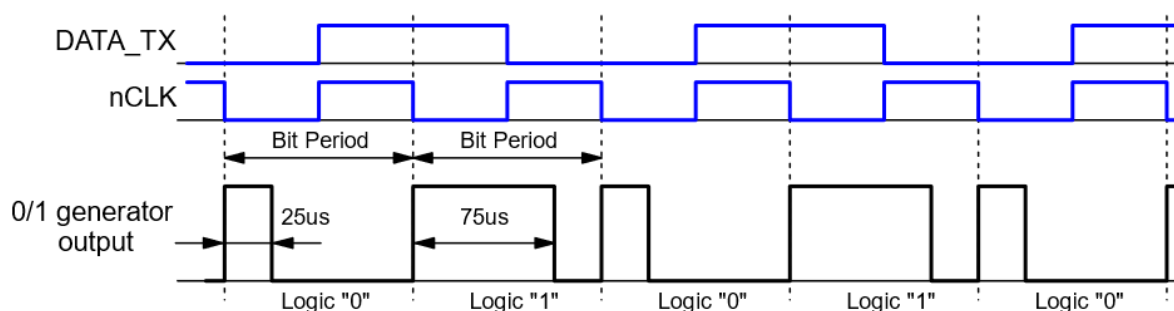 DATA_TX
nCLK
Bit Period Bit Period
0/1 generator
output
25us 75us
Logic "0" Logic "1" Logic "0" Logic "1" Logic "0"